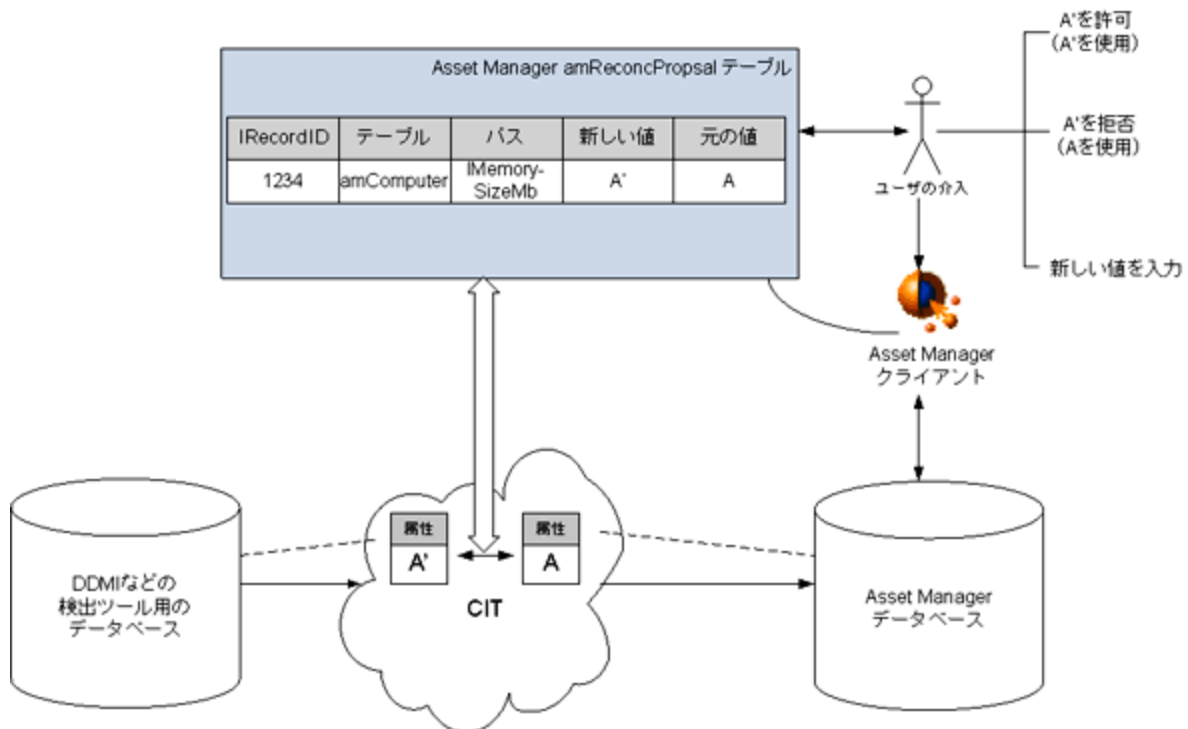 Asset Manager amReconcPropsal テーブル
IRecordID テーブル パス 新しい値 元の値
1234 amComputer IMemory-
SizeMb A' A
A'を許可
(A'を使用)
A'を拒否
(Aを使用)
新しい値を入力
ユーザの介入
Asset Manager
クライアント
属性 属性
A' A
CIT
DDMIなどの
検出ツール用の
データベース
Asset Manager
データベース